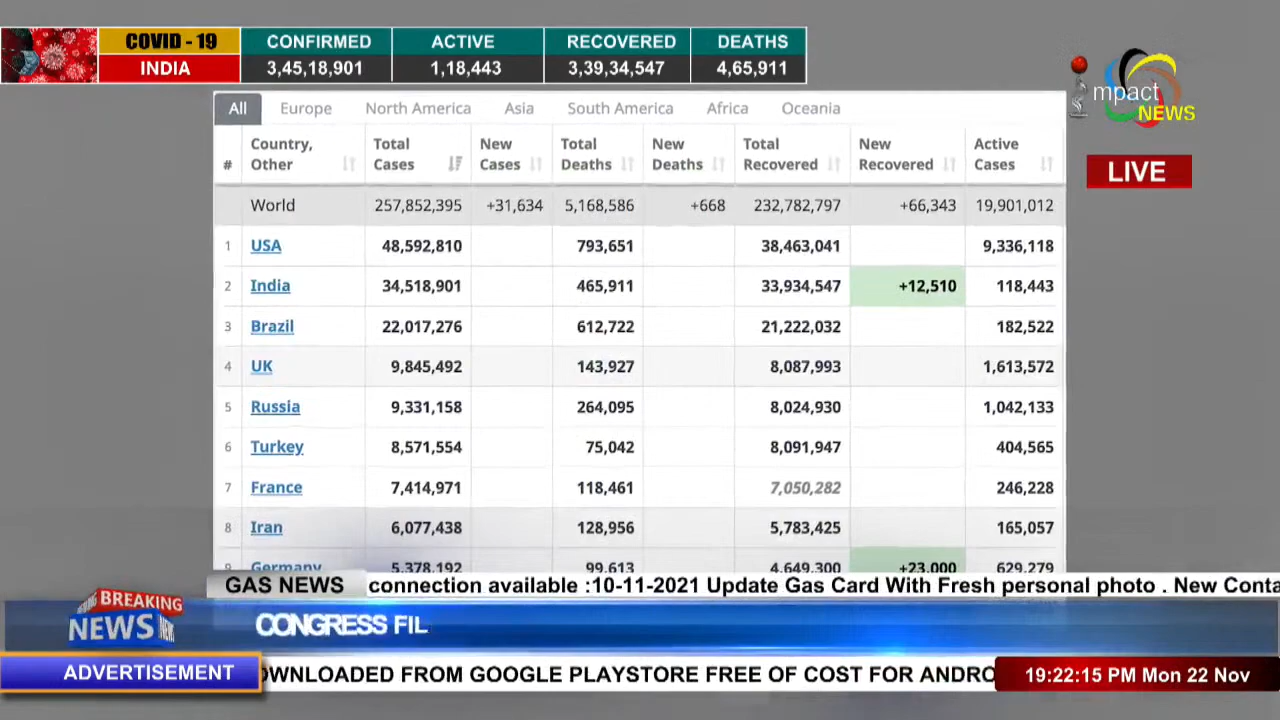 COVID - 19 CONFIRMED ACTIVE RECOVERED DEATHS
INDIA 3,45,18,901 1,18,443 3,39,34,547 4,65,911
mpact
NEWS
LIVE
All Europe North America Asia South America Africa Oceania
# Country, Other Total Cases New Cases Total Deaths New Deaths Total Recovered New Recovered Active Cases
World 257,852,395 +31,634 5,168,586 +668 232,782,797 +66,343 19,901,012
1 USA 48,592,810 793,651 38,463,041 9,336,118
2 India 34,518,901 465,911 33,934,547 +12,510 118,443
3 Brazil 22,017,276 612,722 21,222,032 182,522
4 UK 9,845,492 143,927 8,087,993 1,613,572
5 Russia 9,331,158 264,095 8,024,930 1,042,133
6 Turkey 8,571,554 75,042 8,091,947 404,565
7 France 7,414,971 118,461 7,050,282 246,228
8 Iran 6,077,438 128,956 5,783,425 165,057
Germany 5,378,192 99,613 4,649,300 +23,000 629,279
GAS NEWS connection available :10-11-2021 Update Gas Card With Fresh personal photo . New Conta
BREAKING
NEWS
CONGRESS FIL
ADVERTISEMENT OWNLOADED FROM GOOGLE PLAYSTORE FREE OF COST FOR ANDRO 19:22:15 PM Mon 22 Nov